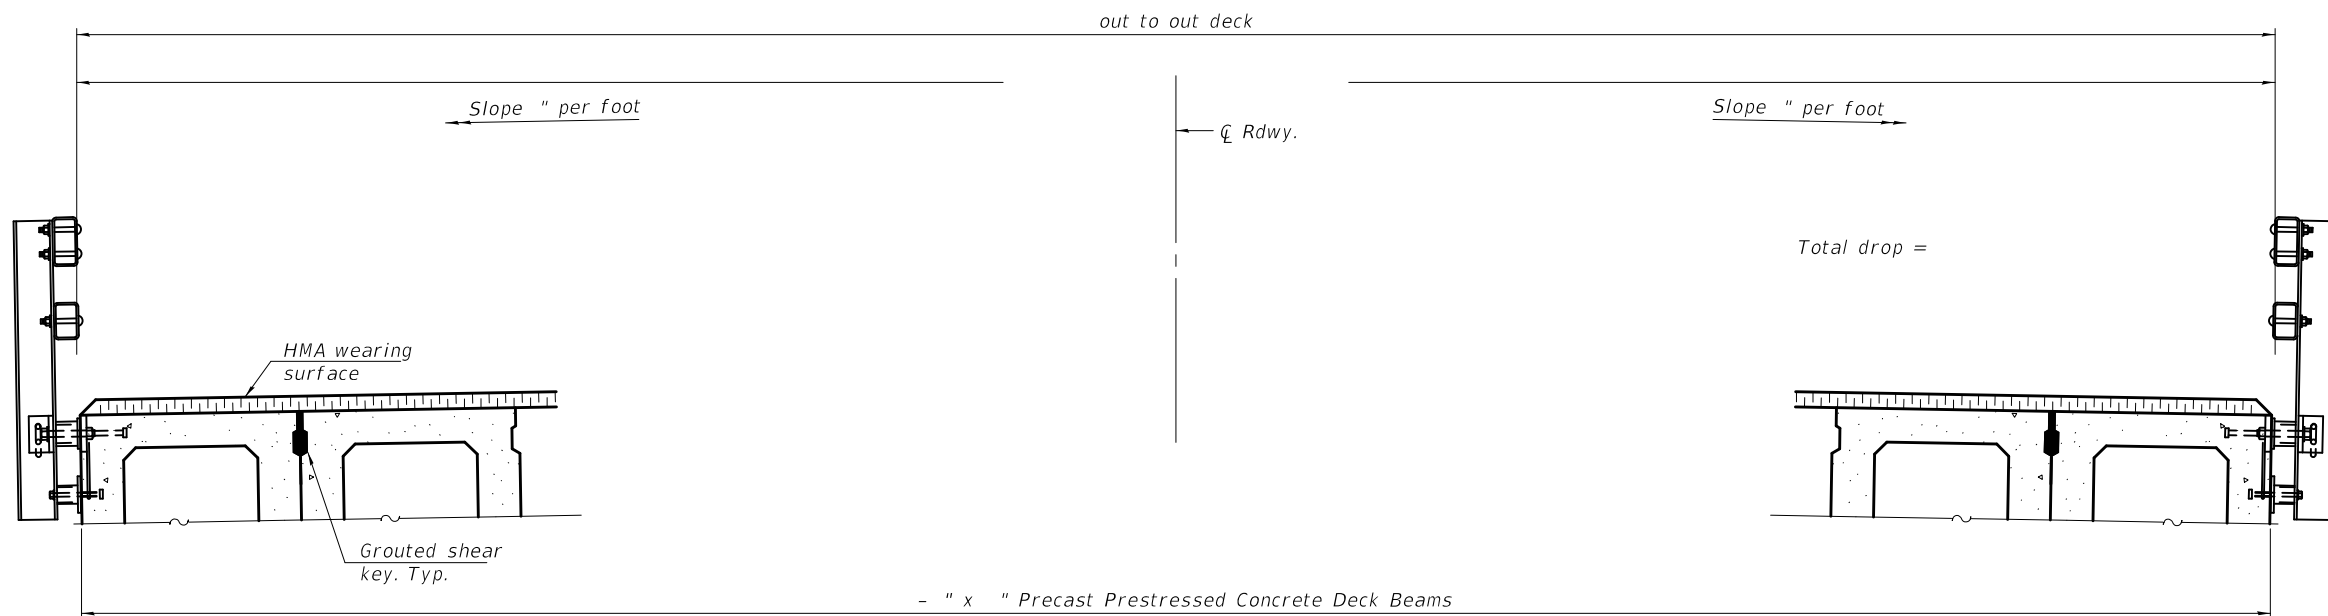 out to out deck
Slope " per foot
Slope " per foot
℄ Rdwy.
Total drop =
HMA wearing
surface
Grouted shear
key. Typ.
- " x " Precast Prestressed Concrete Deck Beams